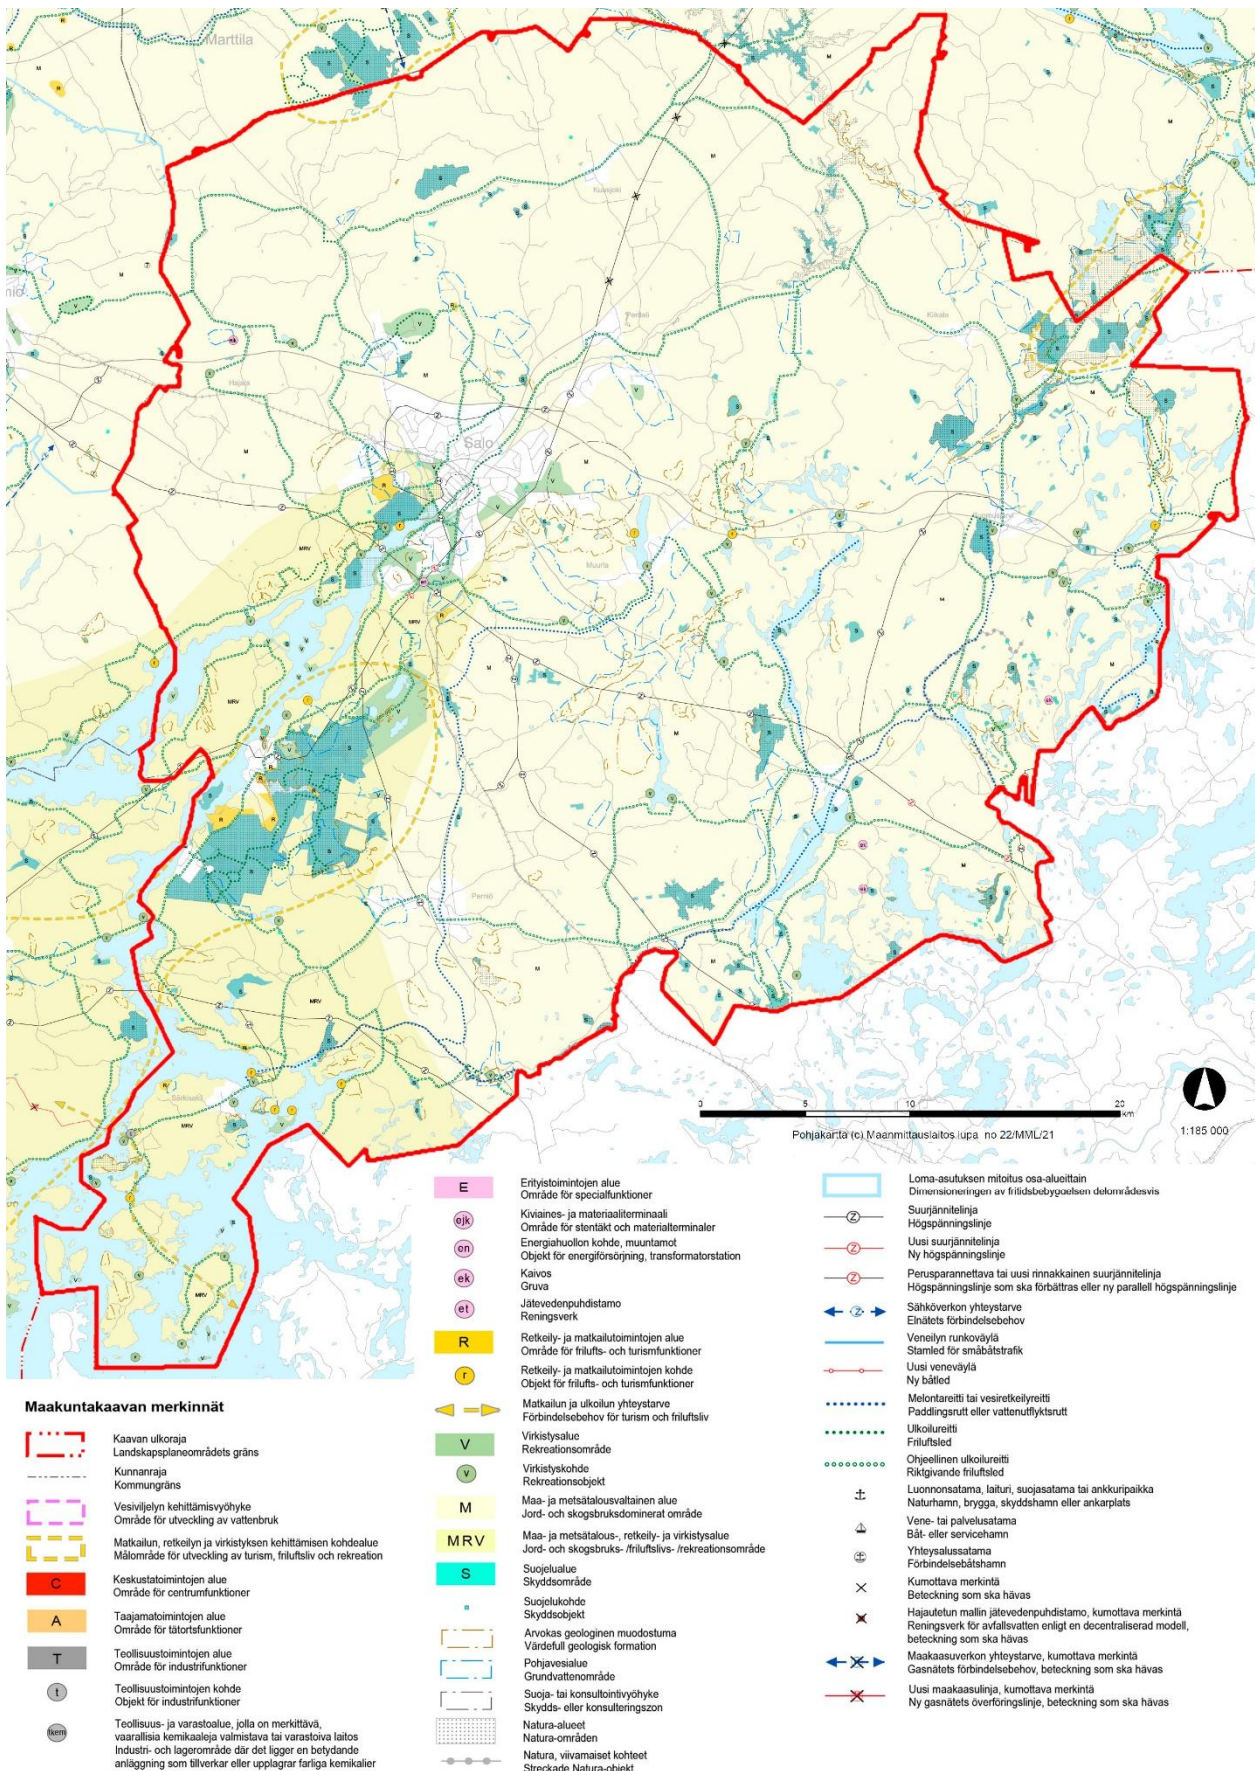 Marttila
Kuusjoki
Pertteli
Kiikala
Hajala
Salo
Muurla
Perniö
Särkisalo
0 5 10 20
km
Pohjakartta (c) Maanmittauslaitos lupa no 22/MML/21
1:185 000
Maakuntakaavan merkinnät
Kaavan ulkoraja
Landskapsplaneområdets gräns
Kunnanraja
Kommungräns
Vesiviljelyn kehittämisvyöhyke
Område för utveckling av vattenbruk
Matkailun, retkeilyn ja virkistyksen kehittämisen kohdealue
Målområde för utveckling av turism, friluftsliv och rekreation
C
Keskustatoimintojen alue
Område för centrumfunktioner
A
Taajamatoimintojen alue
Område för tätortsfunktioner
T
Teollisuustoimintojen alue
Område för industrifunktioner
t
Teollisuustoimintojen kohde
Objekt för industrifunktioner
tkem
Teollisuus- ja varastoalue, jolla on merkittävä,
vaarallisia kemikaaleja valmistava tai varastoiva laitos
Industri- och lagerområde där det ligger en betydande
anläggning som tillverkar eller upplagrar farliga kemikalier
E
Erityistoimintojen alue
Område för specialfunktioner
ejk
Kiviaines- ja materiaaliterminaali
Område för stentäkt och materialterminaler
en
Energiahuollon kohde, muuntamot
Objekt för energiförsörjning, transformatorstation
ek
Kaivos
Gruva
et
Jätevedenpuhdistamo
Reningsverk
R
Retkeily- ja matkailutoimintojen alue
Område för frilufts- och turismfunktioner
r
Retkeily- ja matkailutoimintojen kohde
Objekt för frilufts- och turismfunktioner
Matkailun ja ulkoilun yhteystarve
Förbindelsebehov för turism och friluftsliv
V
Virkistysalue
Rekreationsområde
v
Virkistyskohde
Rekreationsobjekt
M
Maa- ja metsätalousvaltainen alue
Jord- och skogsbruksdominerat område
MRV
Maa- ja metsätalous-, retkeily- ja virkistysalue
Jord- och skogsbruks- /friluftslivs- /rekreationsområde
S
Suojelualue
Skyddsområde
Suojelukohde
Skyddsobjekt
Arvokas geologinen muodostuma
Värdefull geologisk formation
Pohjavesialue
Grundvattenområde
Suoja- tai konsultointivyöhyke
Skydds- eller konsulteringszon
Natura-alueet
Natura-områden
Natura, viivamaiset kohteet
Streckade Natura-objekt
Loma-asutuksen mitoitus osa-alueittain
Dimensioneringen av fritidsbebyggelsen delområdesvis
Z
Suurjännitelinja
Högspänningslinje
Z
Uusi suurjännitelinja
Ny högspänningslinje
Z
Perusparannettava tai uusi rinnakkainen suurjännitelinja
Högspänningslinje som ska förbättras eller ny parallell högspänningslinje
Z
Sähköverkon yhteystarve
Elnätets förbindelsebehov
Veneilyn runkoväylä
Stamled för småbåtstrafik
Uusi veneväylä
Ny båtled
Melontareitti tai vesiretkeilyreitti
Paddlingsrutt eller vattenutflyktsrutt
Ulkoilureitti
Friluftsled
Ohjeellinen ulkoilureitti
Riktgivande friluftsled
Luonnonsatama, laituri, suojasatama tai ankkuripaikka
Naturhamn, brygga, skyddshamn eller ankarplats
Vene- tai palvelusatama
Båt- eller servicehamn
Yhteysalussatama
Förbindelsebåtshamn
Kumottava merkintä
Beteckning som ska hävas
Hajautetun mallin jätevedenpuhdistamo, kumottava merkintä
Reningsverk för avfallsvatten enligt en decentraliserad modell,
beteckning som ska hävas
Maakaasuverkon yhteystarve, kumottava merkintä
Gasnätets förbindelsebehov, beteckning som ska hävas
Uusi maakaasulinja, kumottava merkintä
Ny gasnätets överföringslinje, beteckning som ska hävas